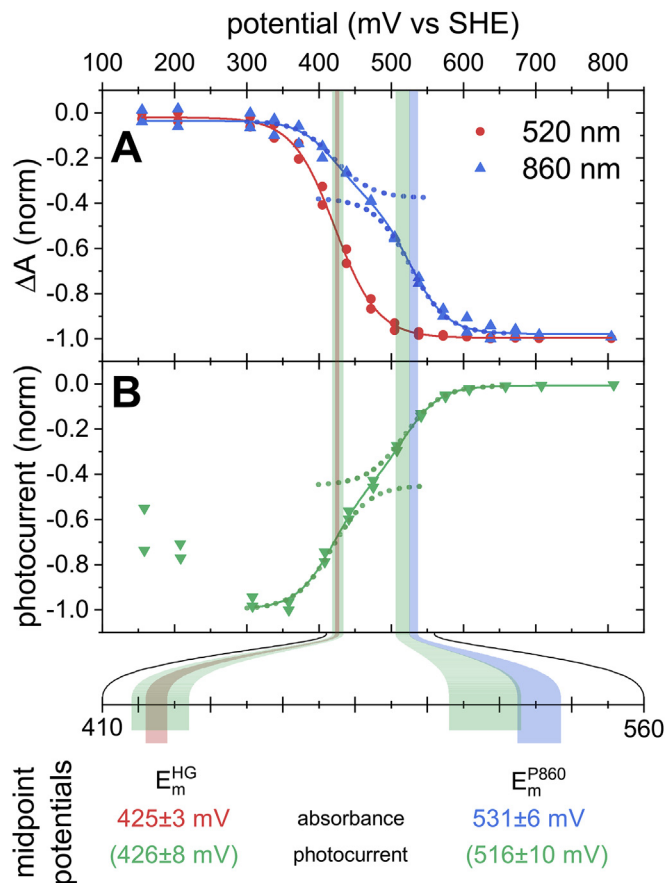 potential (mV vs SHE)
100 200 300 400 500 600 700 800
0.0
-0.2
-0.4
-0.6
-0.8
-1.0
ΔA (norm)
A
520 nm
860 nm
0.0
-0.2
-0.4
-0.6
-0.8
-1.0
photocurrent (norm)
B
410 560
midpoint
potentials
E_m^HG E_m^P860
425±3 mV absorbance 531±6 mV
(426±8 mV) photocurrent (516±10 mV)